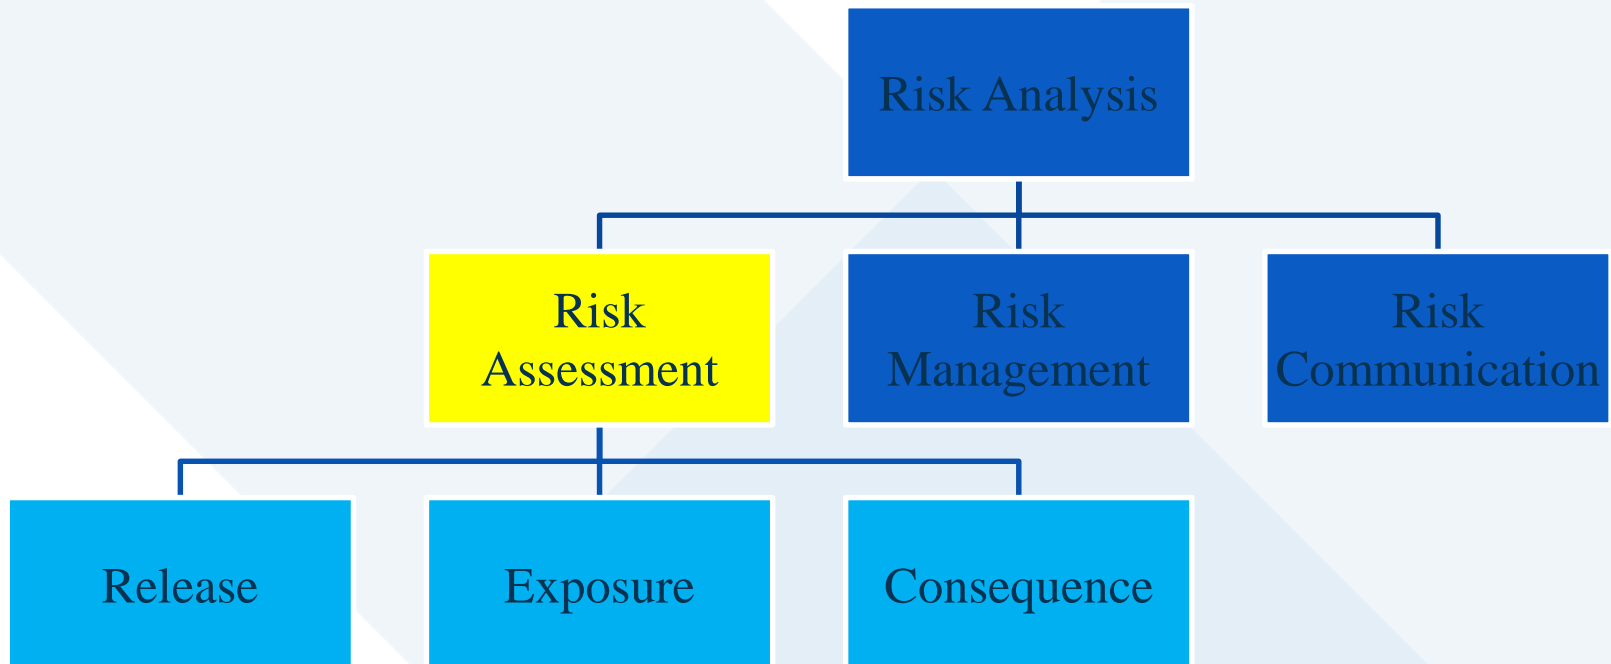 Risk Analysis
Risk
Assessment
Risk
Management
Risk
Communication
Release
Exposure
Consequence